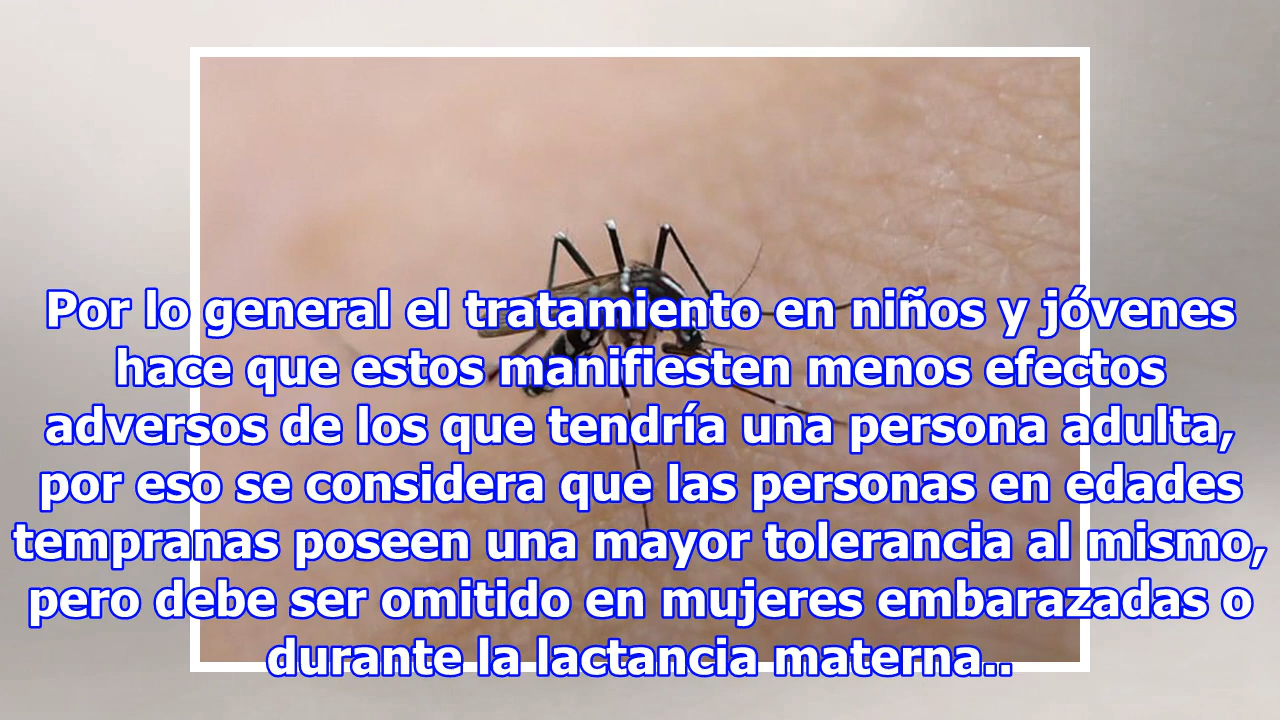 Por lo general el tratamiento en niños y jóvenes
hace que estos manifiesten menos efectos
adversos de los que tendría una persona adulta,
por eso se considera que las personas en edades
tempranas poseen una mayor tolerancia al mismo,
pero debe ser omitido en mujeres embarazadas o
durante la lactancia materna..